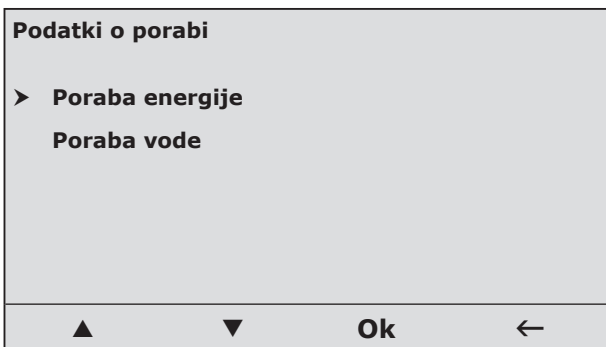 Podatki o porabi
➤ Poraba energije
Poraba vode
▲ ▼ Ok ←